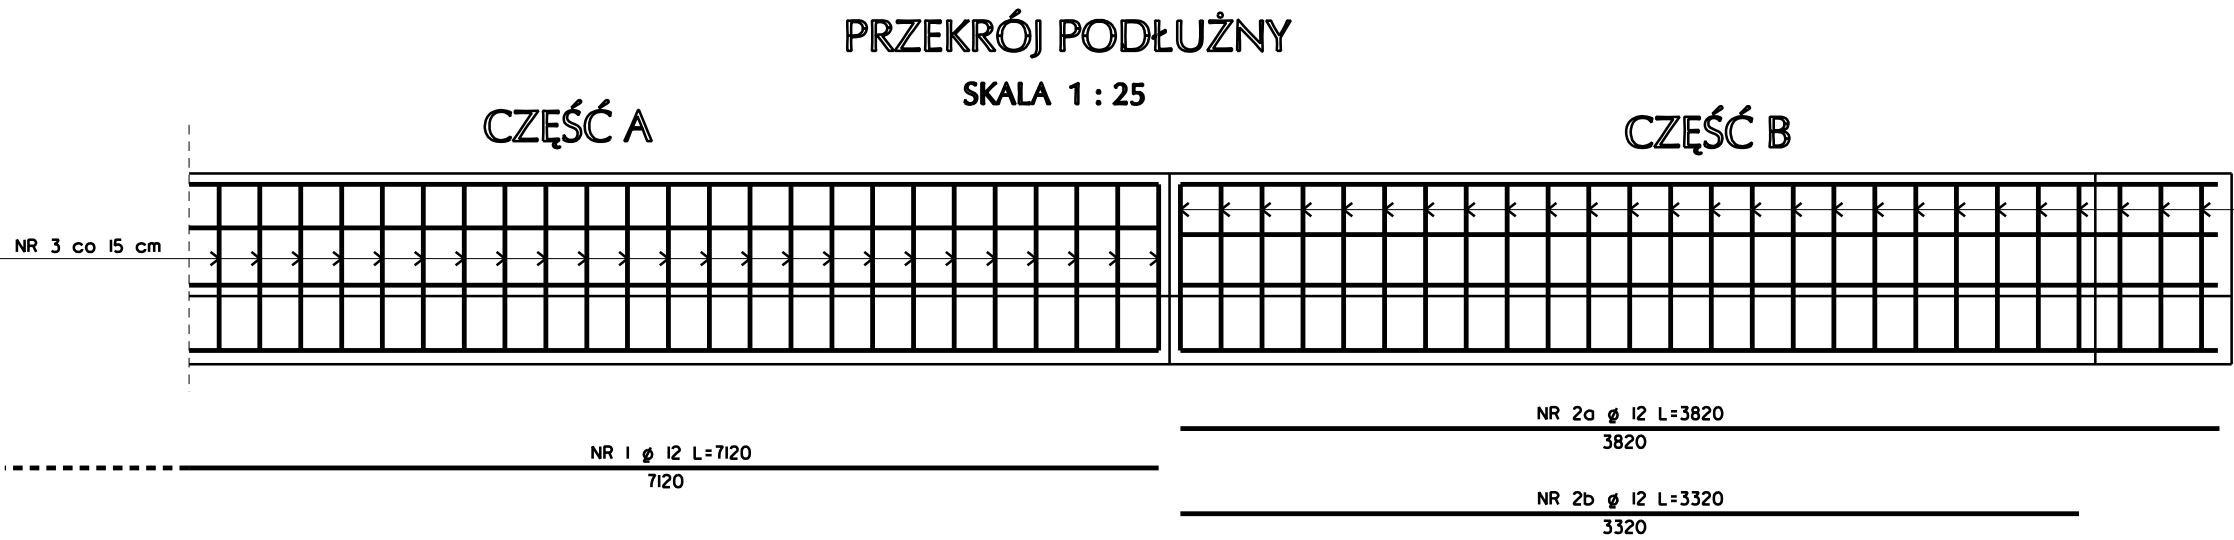 PRZEKRÓJ PODŁUŻNY
SKALA 1 : 25
CZĘŚĆ A
CZĘŚĆ B
NR 3 co 15 cm
NR 2a ø 12 L=3820
3820
NR 1 ø 12 L=7120
7120
NR 2b ø 12 L=3320
3320